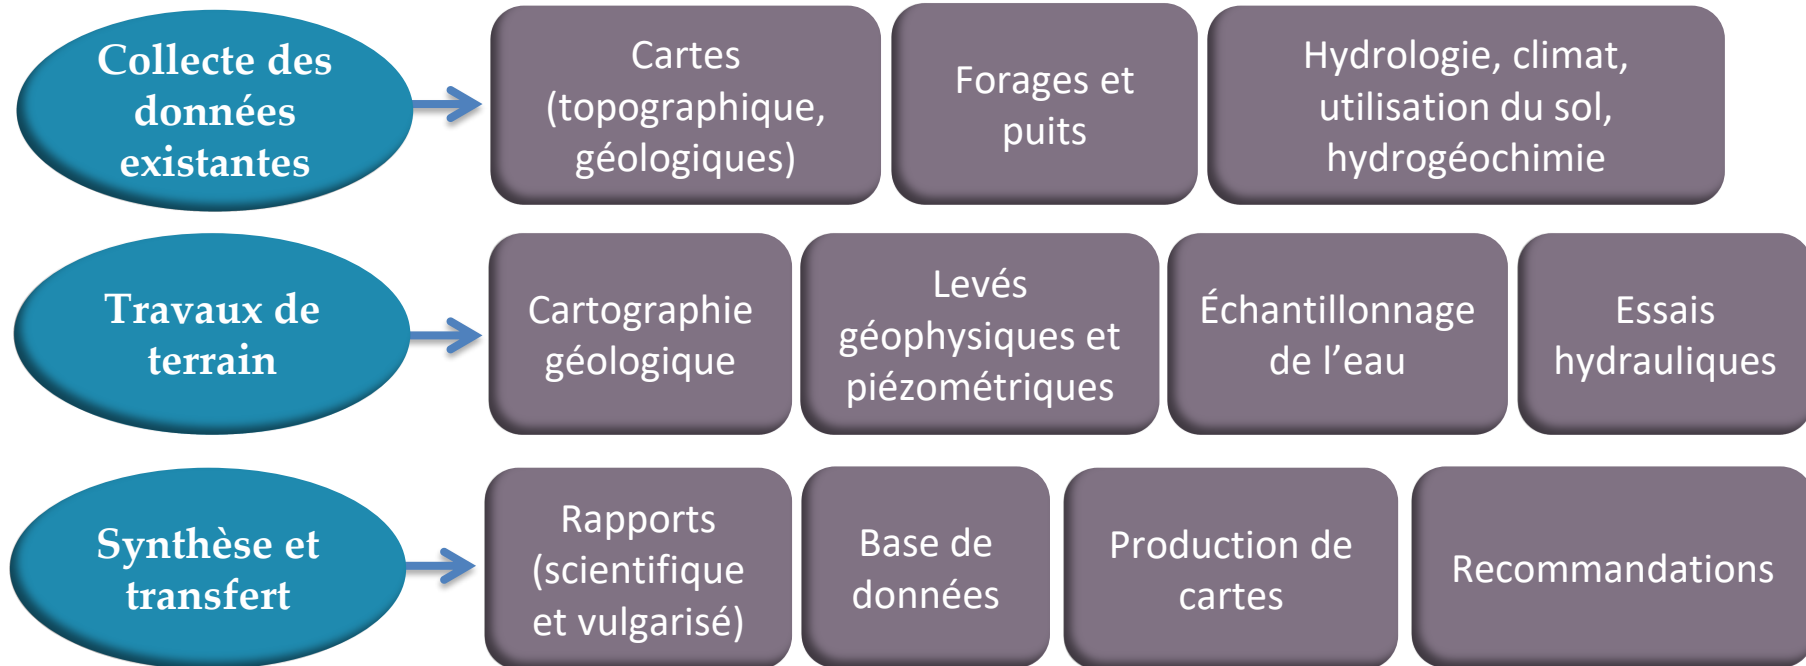 Collecte des
données
existantes
Cartes
(topographique,
géologiques)
Forages et
puits
Hydrologie, climat,
utilisation du sol,
hydrogéochimie
Travaux de
terrain
Cartographie
géologique
Levés
géophysiques et
piézométriques
Échantillonnage
de l’eau
Essais
hydrauliques
Synthèse et
transfert
Rapports
(scientifique
et vulgarisé)
Base de
données
Production de
cartes
Recommandations